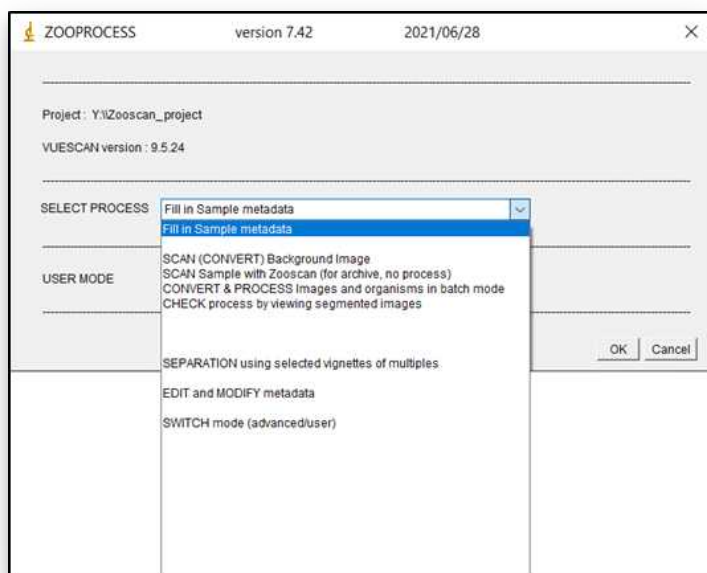 ZOOPROCESS version 7.42 2021/06/28
Project : Y:\\Zooscan_project
VUESCAN version : 9.5.24
SELECT PROCESS Fill in Sample metadata
Fill in Sample metadata
SCAN (CONVERT) Background Image
SCAN Sample with Zooscan (for archive, no process)
CONVERT & PROCESS Images and organisms in batch mode
CHECK process by viewing segmented images
USER MODE
SEPARATION using selected vignettes of multiples
EDIT and MODIFY metadata
SWITCH mode (advanced/user)
OK Cancel